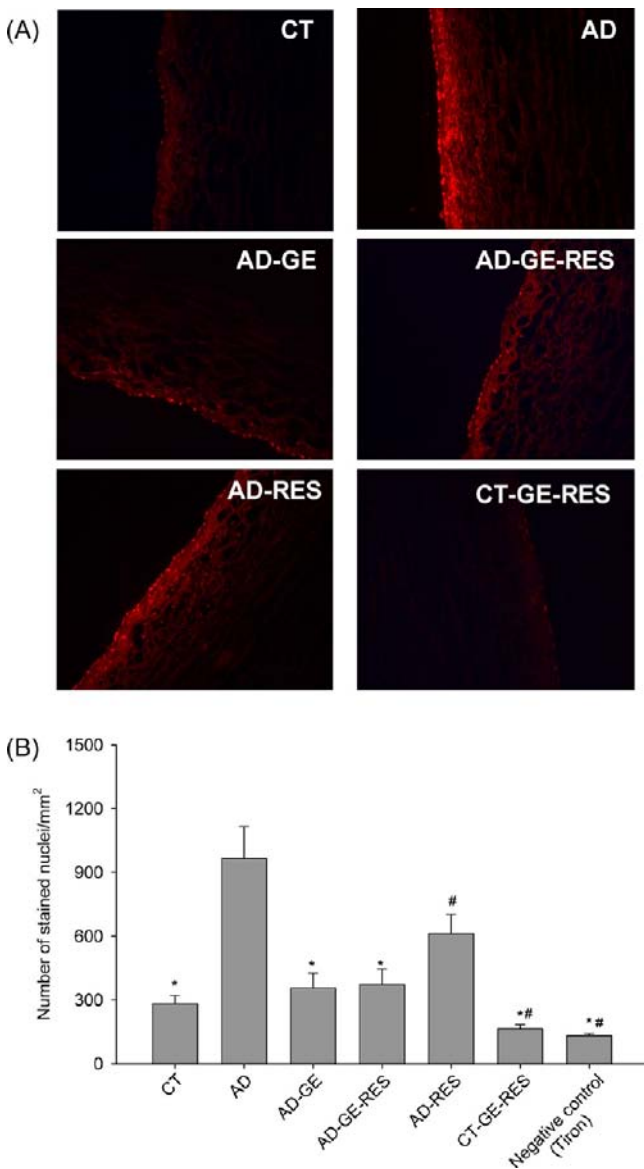 (A)
CT
AD
AD-GE
AD-GE-RES
AD-RES
CT-GE-RES
(B)
Number of stained nuclei/mm²
1500
1200
900
600
300
0
*
*
*
#
*#
*#
CT
AD
AD-GE
AD-GE-RES
AD-RES
CT-GE-RES
Negative control
(Tiron)